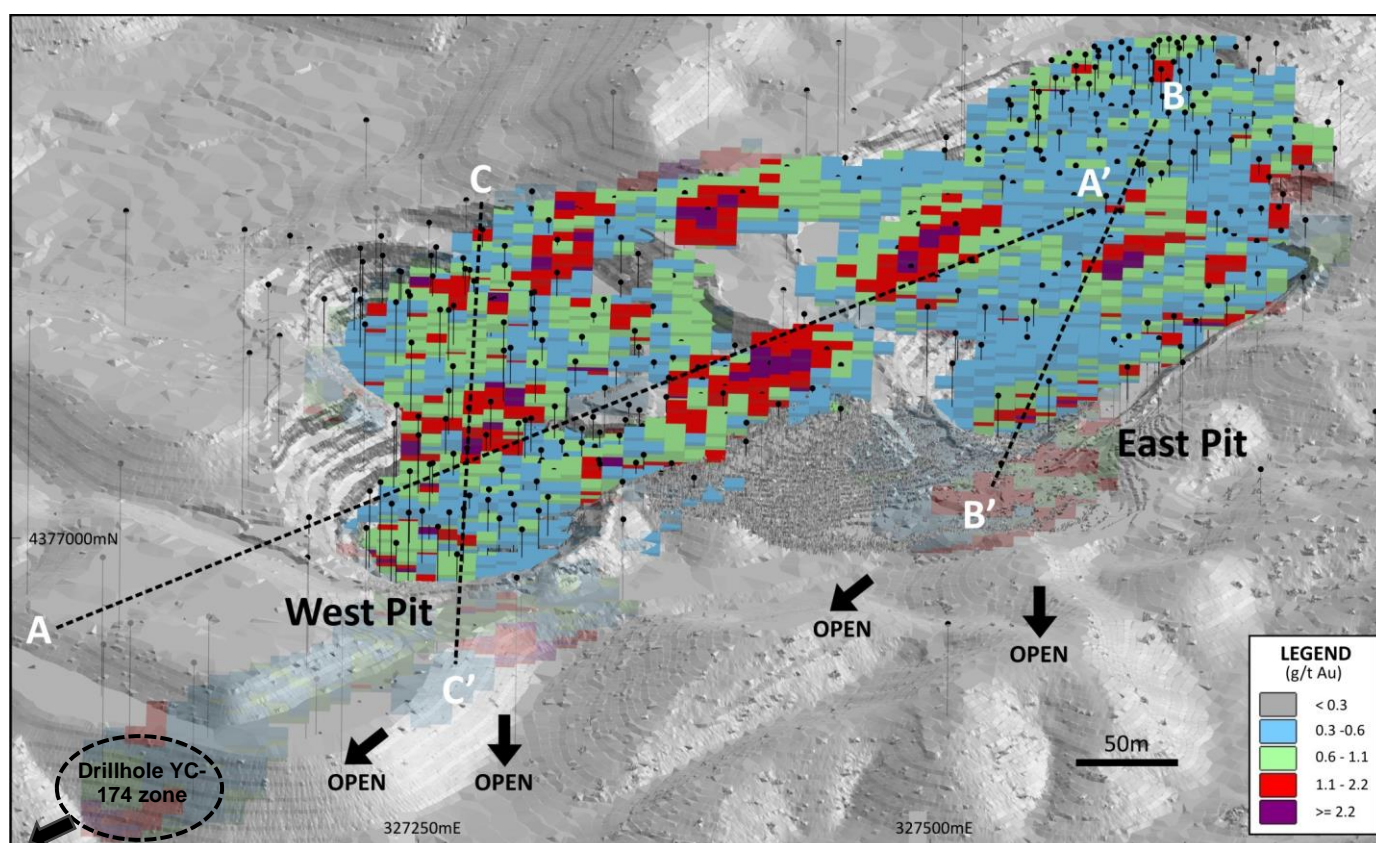 B
C
A'
East Pit
B'
4377000mN
West Pit
A
OPEN
OPEN
C'
LEGEND
(g/t Au)
< 0.3
0.3 -0.6
0.6 - 1.1
1.1 - 2.2
>= 2.2
50m
Drillhole YC-
174 zone
OPEN
OPEN
327250mE
327500mE